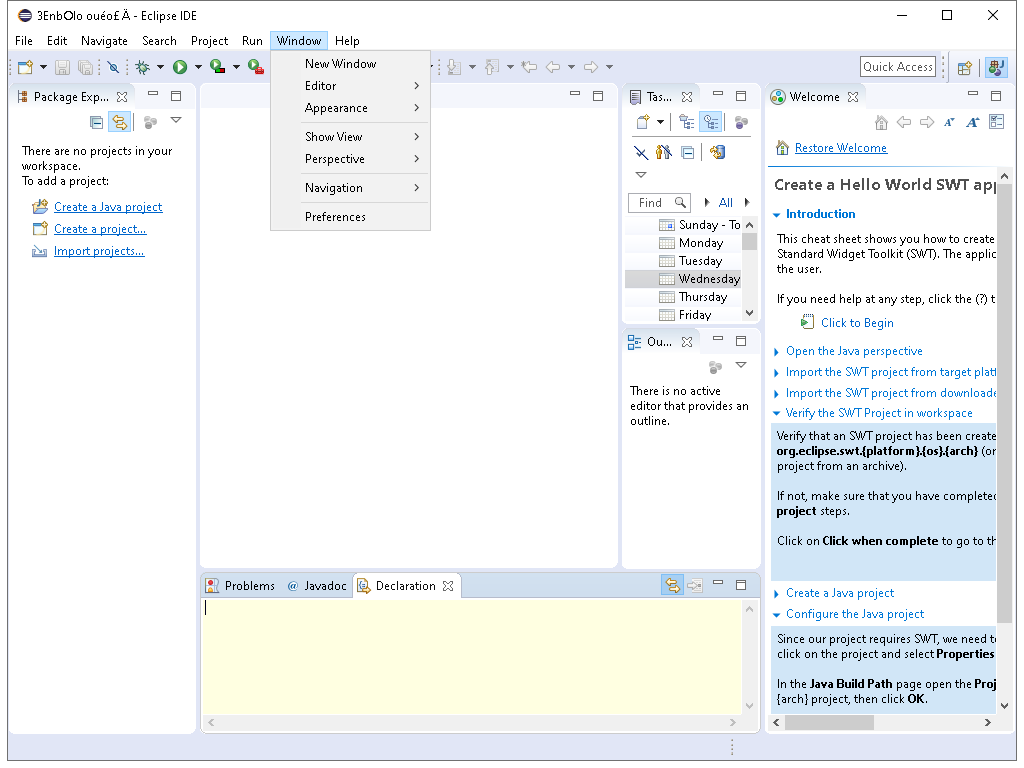 3EnbOlo ouéo£Ä - Eclipse IDE
File Edit Navigate Search Project Run Window Help
New Window
Editor
Appearance
Show View
Perspective
Navigation
Preferences
Quick Access
Package Exp...
There are no projects in your
workspace.
To add a project:
Create a Java project
Create a project...
Import projects...
Tas...
Find
All
Sunday - To
Monday
Tuesday
Wednesday
Thursday
Friday
Ou...
There is no active
editor that provides an
outline.
Welcome
Restore Welcome
Create a Hello World SWT app
Introduction
This cheat sheet shows you how to create
Standard Widget Toolkit (SWT). The applic
the user.
If you need help at any step, click the (?) t
Click to Begin
Open the Java perspective
Import the SWT project from target platf
Import the SWT project from downloade
Verify the SWT Project in workspace
Verify that an SWT project has been create
org.eclipse.swt.{platform}.{os}.{arch} (or
project from an archive).
If not, make sure that you have completed
project steps.
Click on Click when complete to go to th
Create a Java project
Configure the Java project
Since our project requires SWT, we need to
click on the project and select Properties
In the Java Build Path page open the Proj
{arch} project, then click OK.
Problems @ Javadoc Declaration